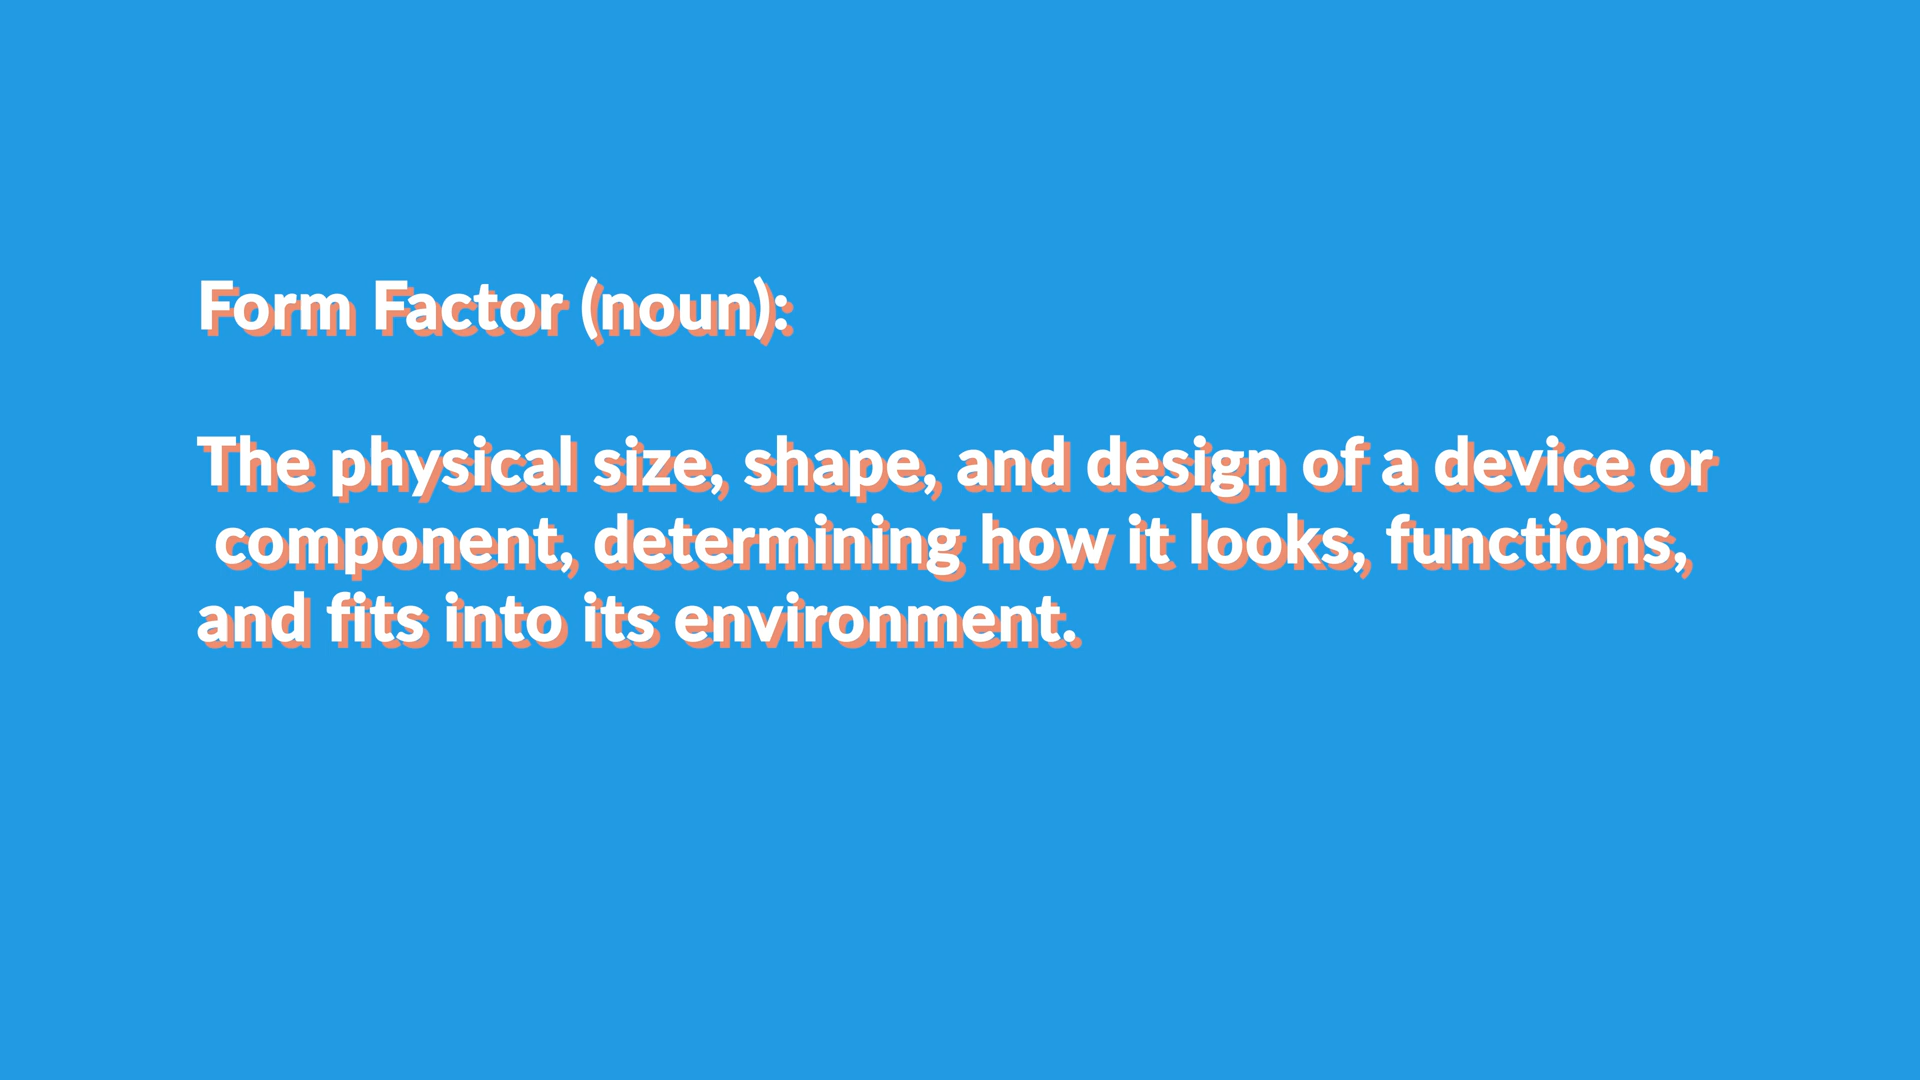 Form Factor (noun):
The physical size, shape, and design of a device or
component, determining how it looks, functions,
and fits into its environment.